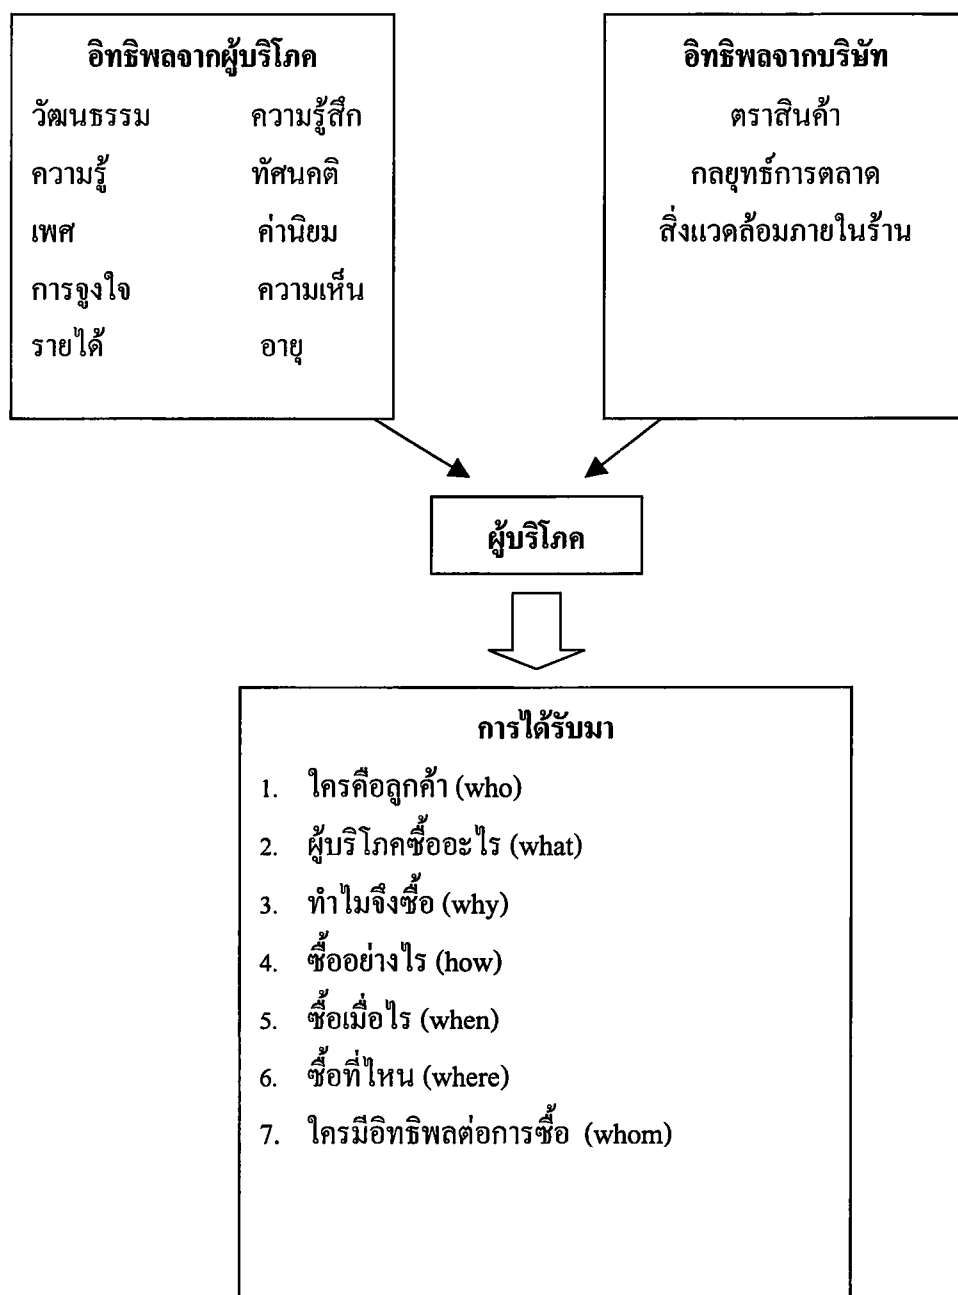 อิทธิพลจากผู้บริโภค
วัฒนธรรม ความรู้สึก
ความรู้ ทัศนคติ
เพศ ค่านิยม
การจูงใจ ความเห็น
รายได้ อายุ
อิทธิพลจากบริษัท
ตราสินค้า
กลยุทธ์การตลาด
สิ่งแวดล้อมภายในร้าน
ผู้บริโภค
การได้รับมา
1. ใครคือลูกค้า (who)
2. ผู้บริโภคซื้ออะไร (what)
3. ทำไมจึงซื้อ (why)
4. ซื้ออย่างไร (how)
5. ซื้อเมื่อไร (when)
6. ซื้อที่ไหน (where)
7. ใครมีอิทธิพลต่อการซื้อ (whom)